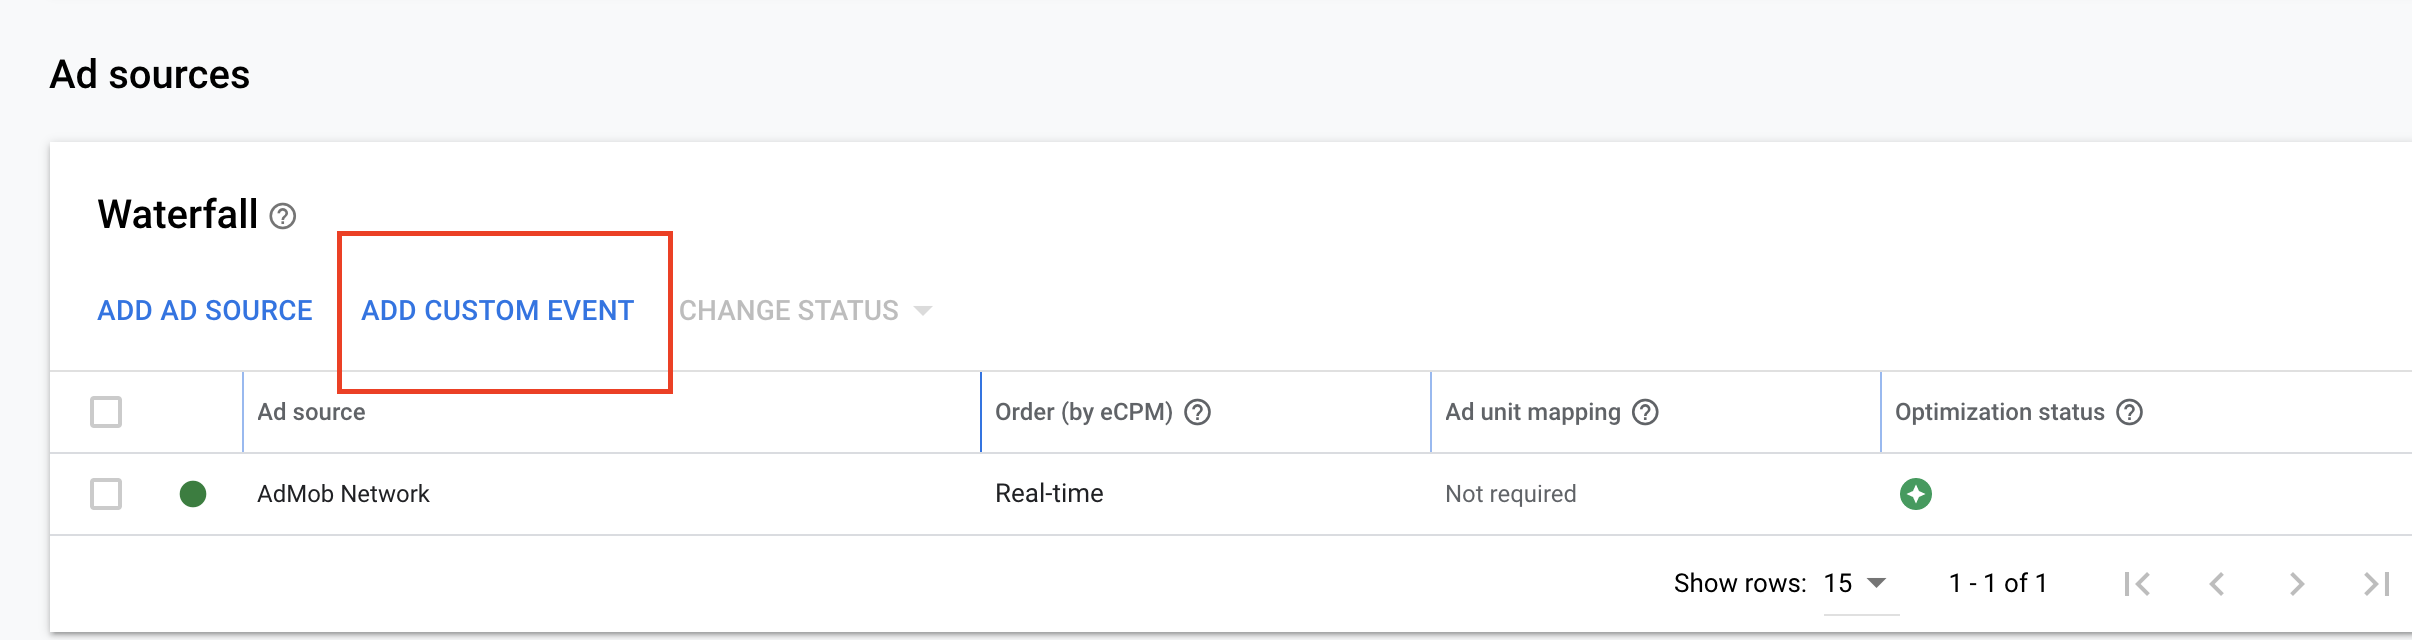 Ad sources
Waterfall
ADD AD SOURCE ADD CUSTOM EVENT CHANGE STATUS
Ad source Order (by eCPM) Ad unit mapping Optimization status
AdMob Network Real-time Not required
Show rows: 15 1 - 1 of 1